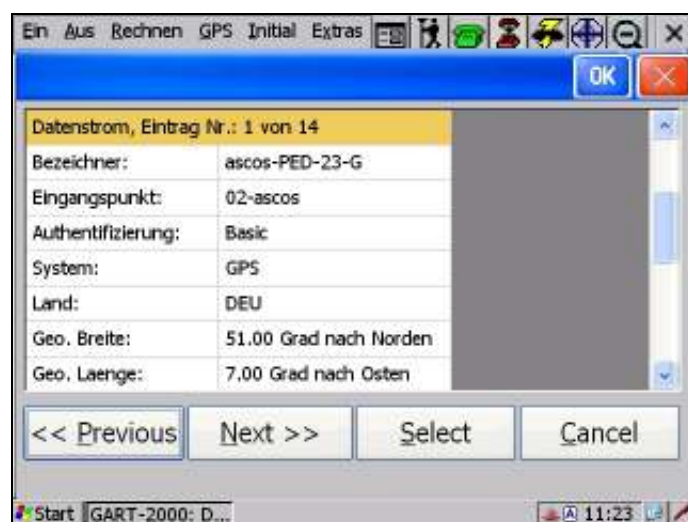 Ein Aus Rechnen GPS Initial Extras
OK
Datenstrom, Eintrag Nr.: 1 von 14
Bezeichner: ascos-PED-23-G
Eingangspunkt: 02-ascos
Authentifizierung: Basic
System: GPS
Land: DEU
Geo. Breite: 51.00 Grad nach Norden
Geo. Laenge: 7.00 Grad nach Osten
<< Previous Next >> Select Cancel
Start GART-2000: D... A 11:23